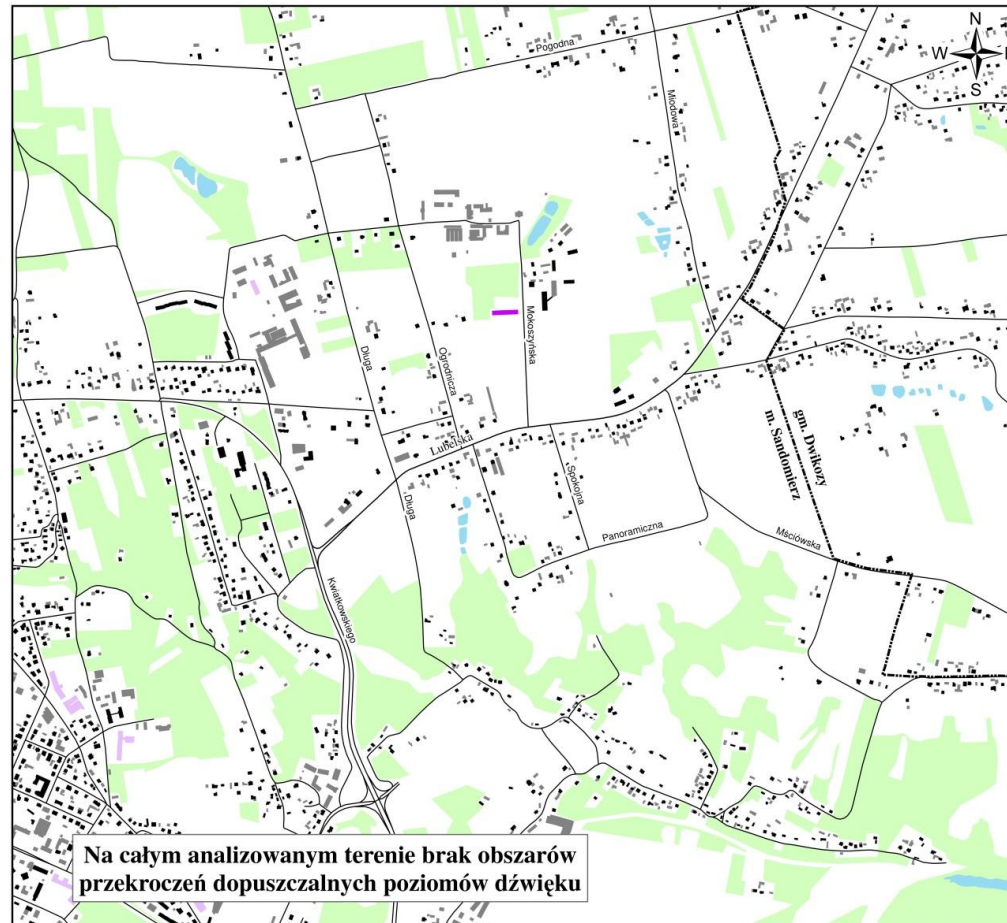 N
W
S
Pogodna
Miodowa
Mokoszyńska
Długa
Ogrodnicza
Lubelska
Długa
Spokojna
Panoramiczna
gm. Dwikozy
m. Sandomierz
Mściówska
Kwiatkowskiego
Na całym analizowanym terenie brak obszarów
przekroczeń dopuszczalnych poziomów dźwięku